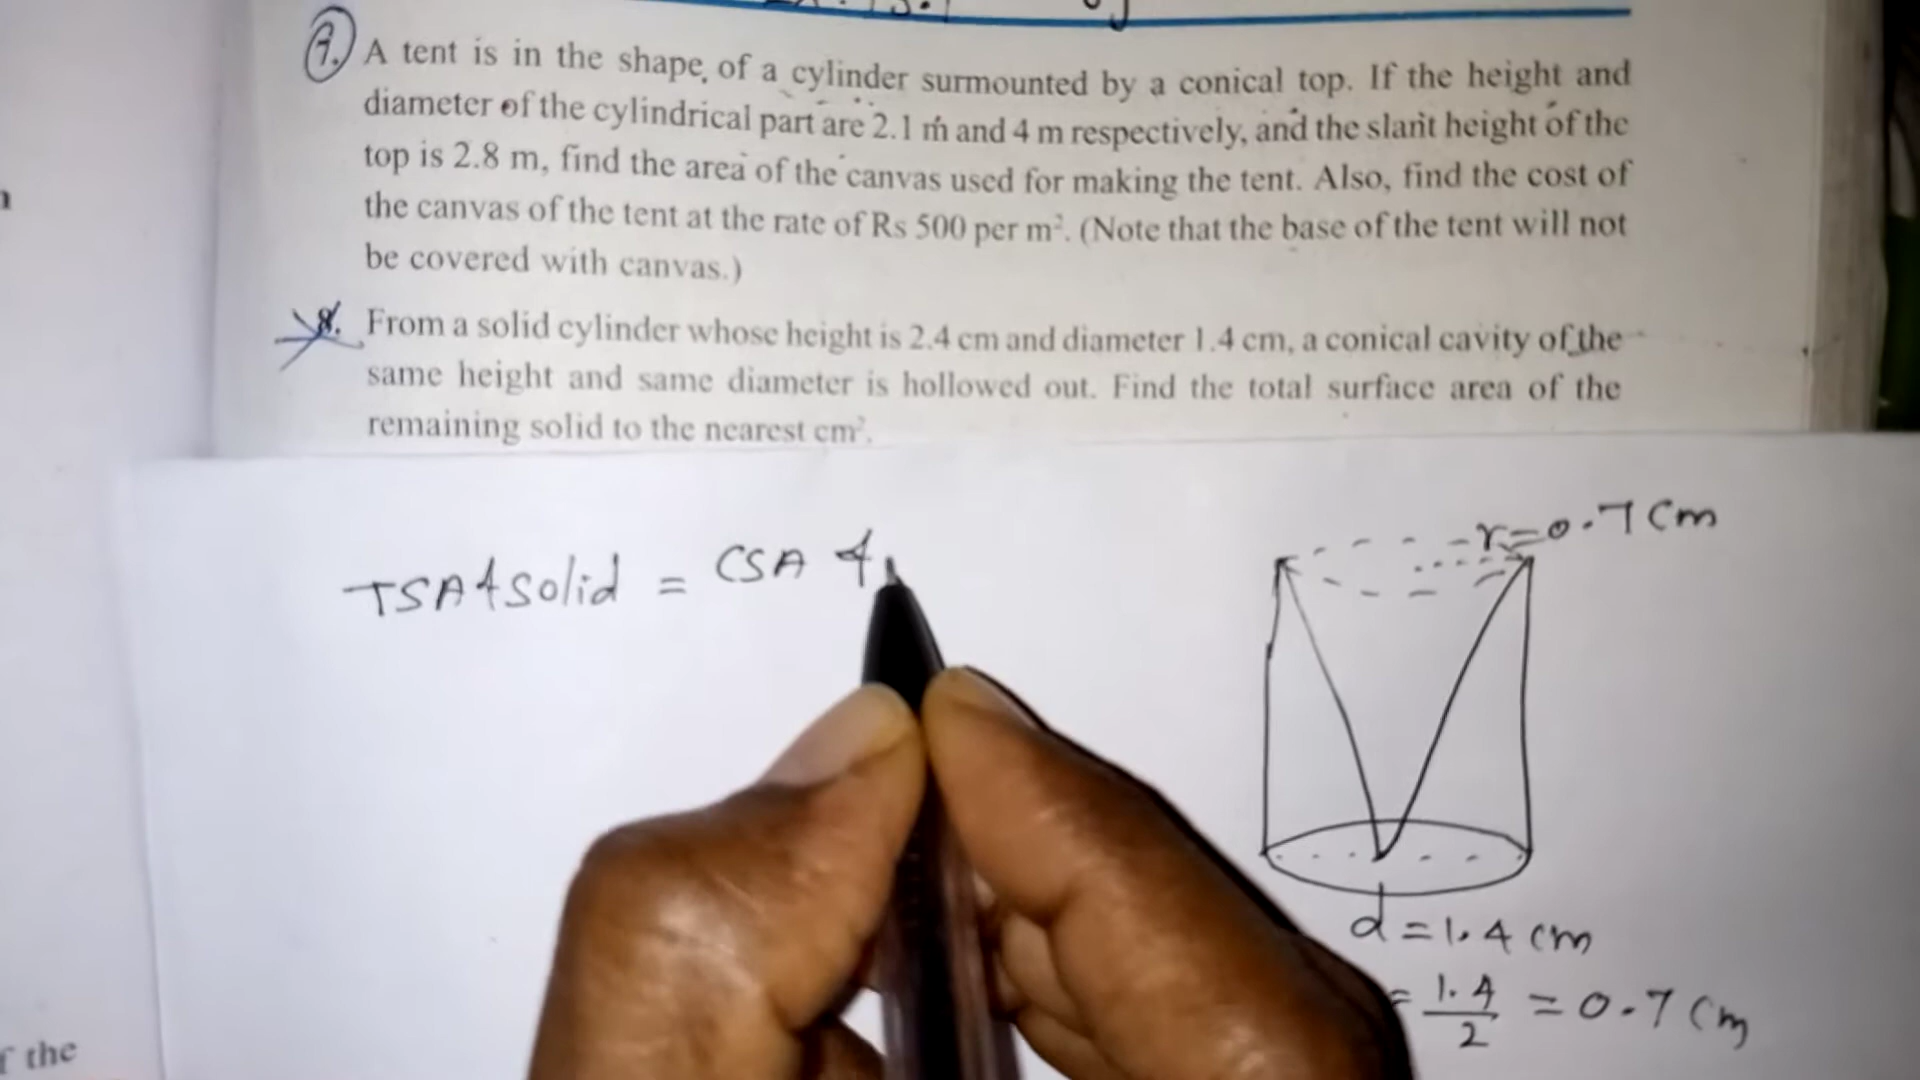 7. A tent is in the shape of a cylinder surmounted by a conical top. If the height and
diameter of the cylindrical part are 2.1 m and 4 m respectively, and the slant height of the
top is 2.8 m, find the area of the canvas used for making the tent. Also, find the cost of
the canvas of the tent at the rate of Rs 500 per m². (Note that the base of the tent will not
be covered with canvas.)
8. From a solid cylinder whose height is 2.4 cm and diameter 1.4 cm, a conical cavity of the
same height and same diameter is hollowed out. Find the total surface area of the
remaining solid to the nearest cm².
TSA of solid = CSA of
r=0.7 cm
d=1.4 cm
= 1.4/2 = 0.7 cm
the